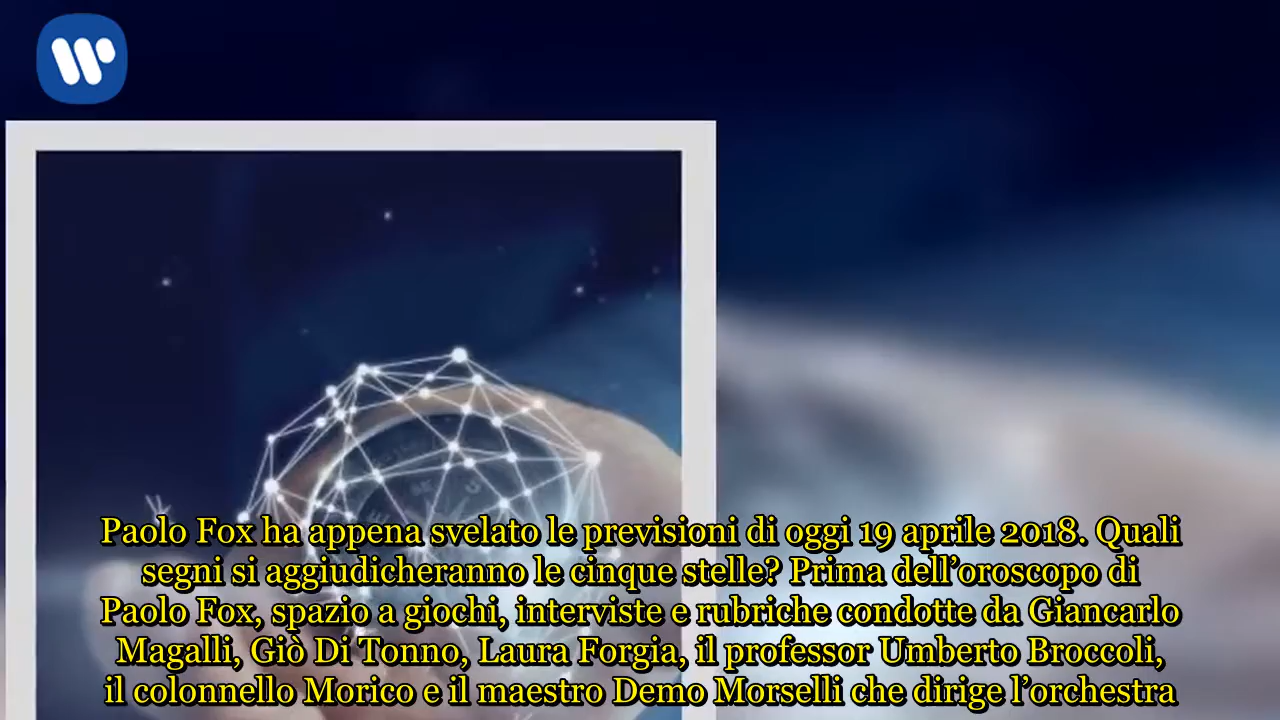 Paolo Fox ha appena svelato le previsioni di oggi 19 aprile 2018. Quali
segni si aggiudicheranno le cinque stelle? Prima dell’oroscopo di
Paolo Fox, spazio a giochi, interviste e rubriche condotte da Giancarlo
Magalli, Giò Di Tonno, Laura Forgia, il professor Umberto Broccoli,
il colonnello Morico e il maestro Demo Morselli che dirige l’orchestra